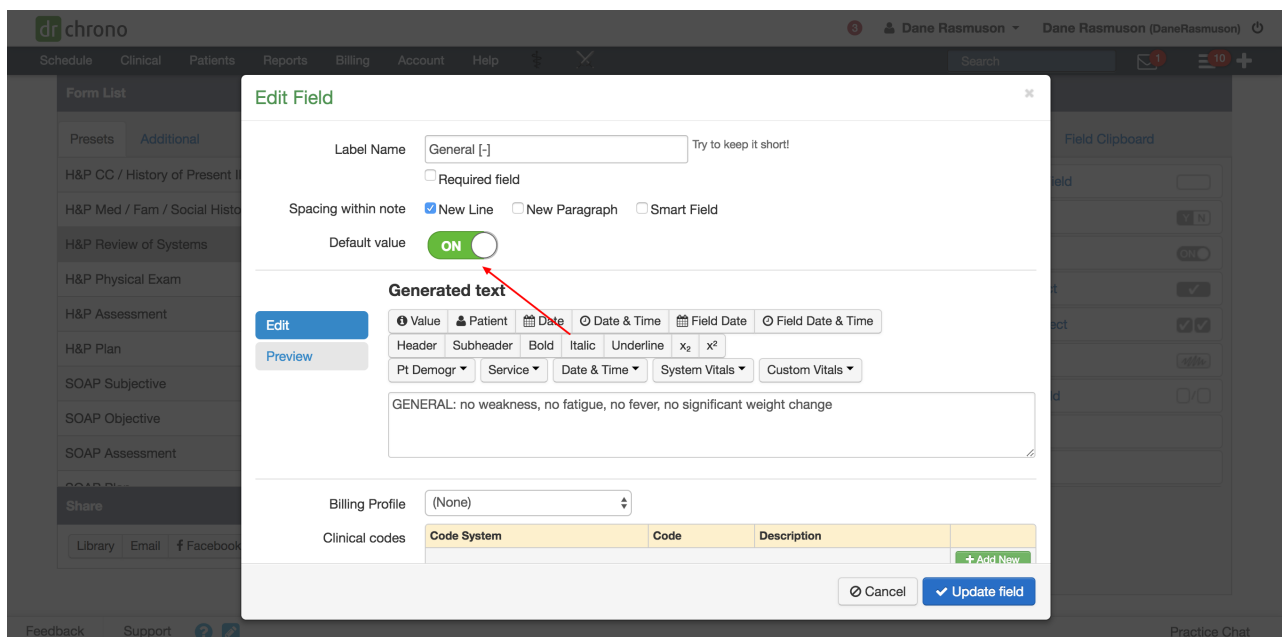 drchrono
3
Dane Rasmuson
Dane Rasmuson (DaneRasmuson)
Schedule Clinical Patients Reports Billing Account Help
Search
1
10
Form List
Presets Additional
H&P CC / History of Present Il
H&P Med / Fam / Social Histo
H&P Review of Systems
H&P Physical Exam
H&P Assessment
H&P Plan
SOAP Subjective
SOAP Objective
SOAP Assessment
Share
Library Email Facebook
Edit Field
×
Label Name General [-] Try to keep it short!
Required field
Spacing within note New Line New Paragraph Smart Field
Default value ON
Generated text
Edit
Preview
Value Patient Date Date & Time Field Date Field Date & Time
Header Subheader Bold Italic Underline x₂ x²
Pt Demogr Service Date & Time System Vitals Custom Vitals
GENERAL: no weakness, no fatigue, no fever, no significant weight change
Billing Profile (None)
Clinical codes Code System Code Description
+ Add New
Cancel Update field
Field Clipboard
ield
Y N
ON
t
ect
d
Feedback Support ? Practice Chat